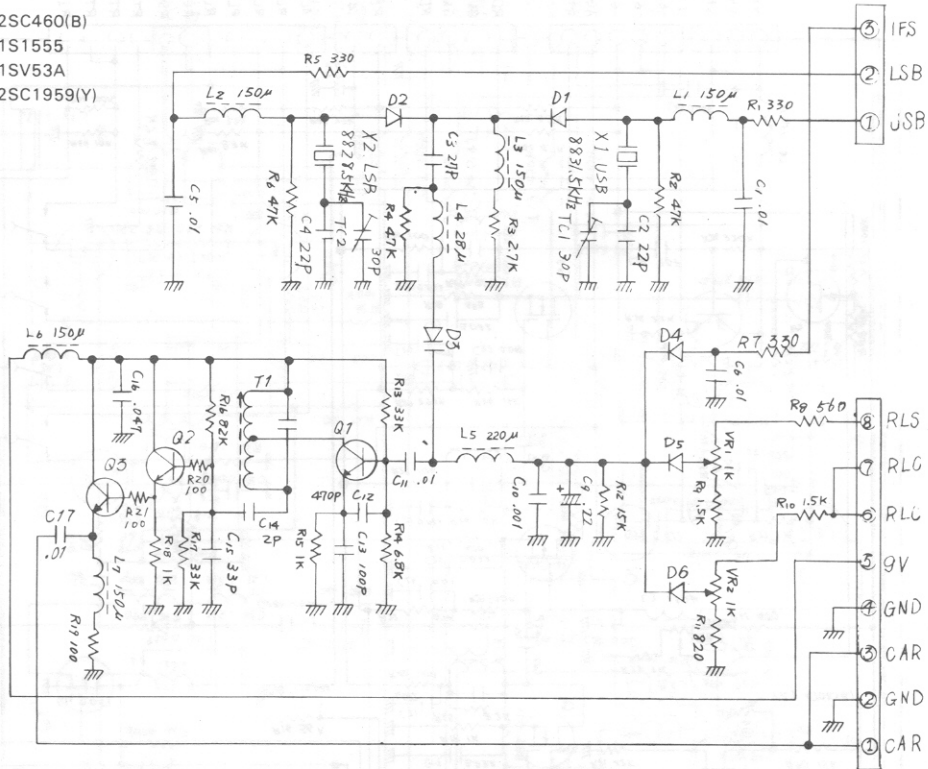 2SC460(B)
1S1555
1SV53A
2SC1959(Y)
③ IFS
② LSB
① USB
R5 330
L2 150μ
D2
D1
L1 150μ
R1 330
C5 .01
R6 47K
X2. LSB
8828.5KHz
C4 22P
TC2
30P
C3 27P
R4 4.7K
L4 28μ
L3 150μ
R3 2.7K
X1 USB
8831.5KHz
TC1
30P
C2 22P
R2 47K
C1 .01
L6 150μ
D3
D4
R7 330
C16 .047
R16 82K
T1
R13 33K
C6 .01
R8 560
⑧ RLS
Q2
Q1
L5 220μ
D5
VR1 1K
⑦ RLC
Q3
R20
100
C11 .01
R9 1.5K
R10 1.5K
⑥ RLC
R21
100
470P C12
C10 .001
C9 .22
R12 15K
C17
.01
R18 1K
R17 33K
C15 33P
C14
2P
R15 1K
C13 100P
R14 6.8K
⑤ 9V
D6
VR2 1K
④ GND
L7 150μ
R19 100
R11 820
③ CAR
② GND
① CAR